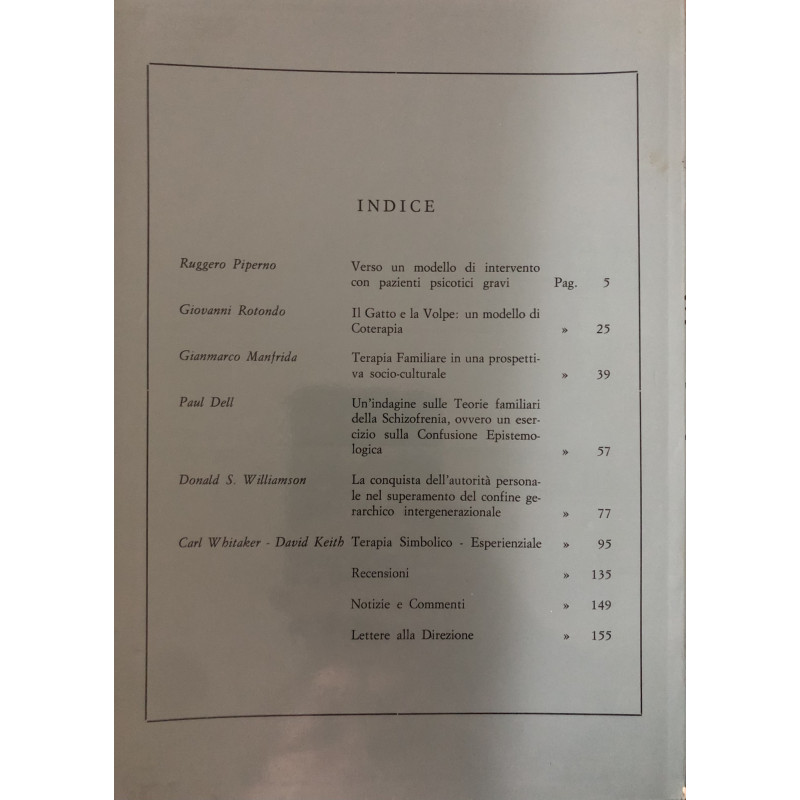 INDICE
Ruggero Piperno Verso un modello di intervento
con pazienti psicotici gravi Pag. 5
Giovanni Rotondo Il Gatto e la Volpe: un modello di
Coterapia » 25
Gianmarco Manfrida Terapia Familiare in una prospetti-
va socio-culturale » 39
Paul Dell Un'indagine sulle Teorie familiari
della Schizofrenia, ovvero un eser-
cizio sulla Confusione Epistemo-
logica » 57
Donald S. Williamson La conquista dell'autorità persona-
le nel superamento del confine ge-
rarchico intergenerazionale » 77
Carl Whitaker - David Keith Terapia Simbolico - Esperienziale » 95
Recensioni » 135
Notizie e Commenti » 149
Lettere alla Direzione » 155